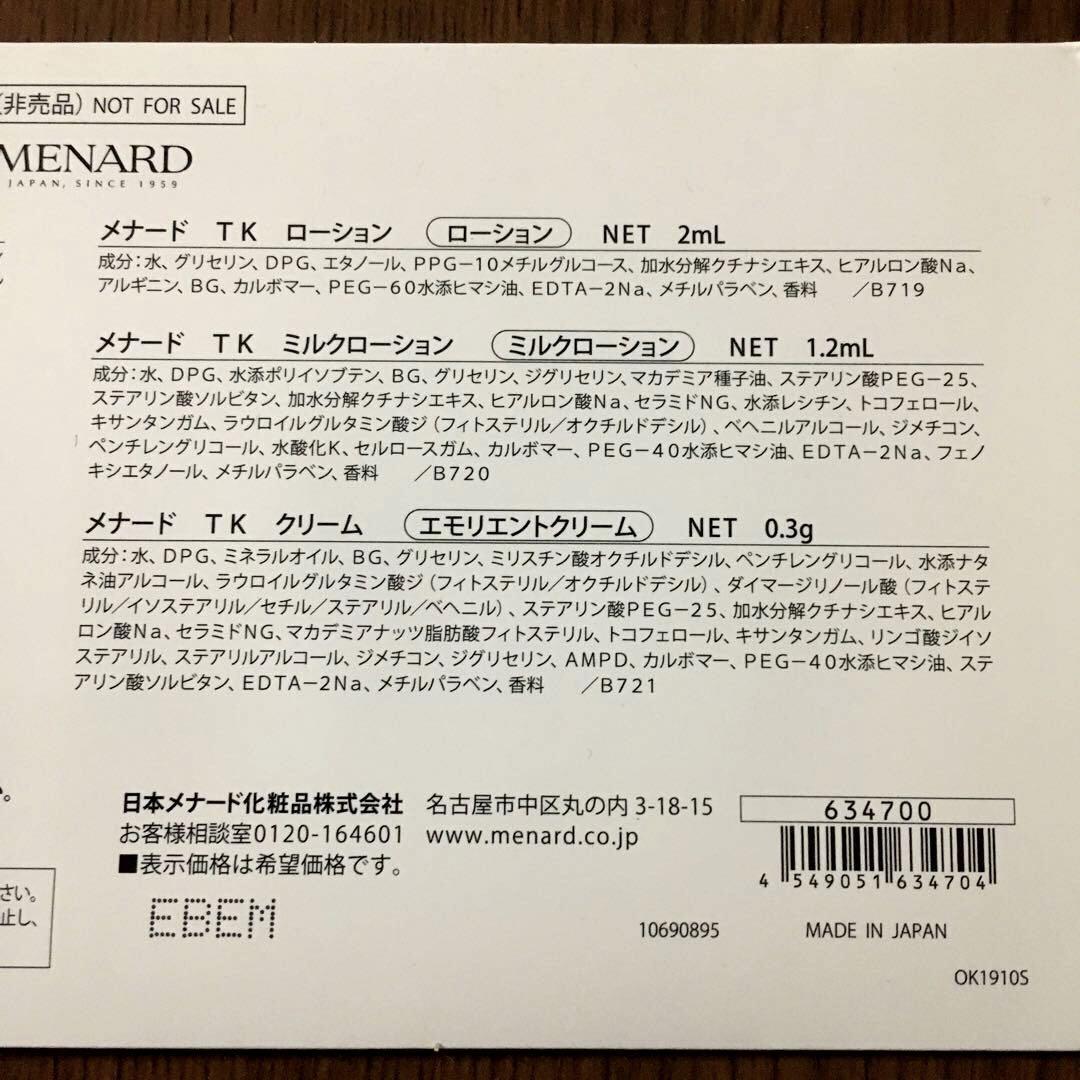 (非売品) NOT FOR SALE
MENARD
JAPAN, SINCE 1959
メナード　ＴＫ　ローション　ローション　NET　2mL
成分：水、グリセリン、ＤＰＧ、エタノール、ＰＰＧ－１０メチルグルコース、加水分解クチナシエキス、ヒアルロン酸Ｎａ、
アルギニン、ＢＧ、カルボマー、ＰＥＧ－６０水添ヒマシ油、ＥＤＴＡ－２Ｎａ、メチルパラベン、香料　／Ｂ７１９
メナード　ＴＫ　ミルクローション　ミルクローション　NET　1.2mL
成分：水、ＤＰＧ、水添ポリイソブテン、ＢＧ、グリセリン、ジグリセリン、マカデミア種子油、ステアリン酸ＰＥＧ－２５、
ステアリン酸ソルビタン、加水分解クチナシエキス、ヒアルロン酸Ｎａ、セラミドＮＧ、水添レシチン、トコフェロール、
キサンタンガム、ラウロイルグルタミン酸ジ（フィトステリル／オクチルドデシル）、ベヘニルアルコール、ジメチコン、
ペンチレングリコール、水酸化Ｋ、セルロースガム、カルボマー、ＰＥＧ－４０水添ヒマシ油、ＥＤＴＡ－２Ｎａ、フェノ
キシエタノール、メチルパラベン、香料　／Ｂ７２０
メナード　ＴＫ　クリーム　エモリエントクリーム　NET　0.3g
成分：水、ＤＰＧ、ミネラルオイル、ＢＧ、グリセリン、ミリスチン酸オクチルドデシル、ペンチレングリコール、水添ナタ
ネ油アルコール、ラウロイルグルタミン酸ジ（フィトステリル／オクチルドデシル）、ダイマージリノール酸（フィトステ
リル／イソステアリル／セチル／ステアリル／ベヘニル）、ステアリン酸ＰＥＧ－２５、加水分解クチナシエキス、ヒアル
ロン酸Ｎａ、セラミドＮＧ、マカデミアナッツ脂肪酸フィトステリル、トコフェロール、キサンタンガム、リンゴ酸ジイソ
ステアリル、ステアリルアルコール、ジメチコン、ジグリセリン、ＡＭＰＤ、カルボマー、ＰＥＧ－４０水添ヒマシ油、ステ
アリン酸ソルビタン、ＥＤＴＡ－２Ｎａ、メチルパラベン、香料　／Ｂ７２１
日本メナード化粧品株式会社　名古屋市中区丸の内3-18-15
お客様相談室0120-164601　www.menard.co.jp
■表示価格は希望価格です。
634700
4 549051 634704
さい。
止し、
EBEM
10690895
MADE IN JAPAN
OK1910S